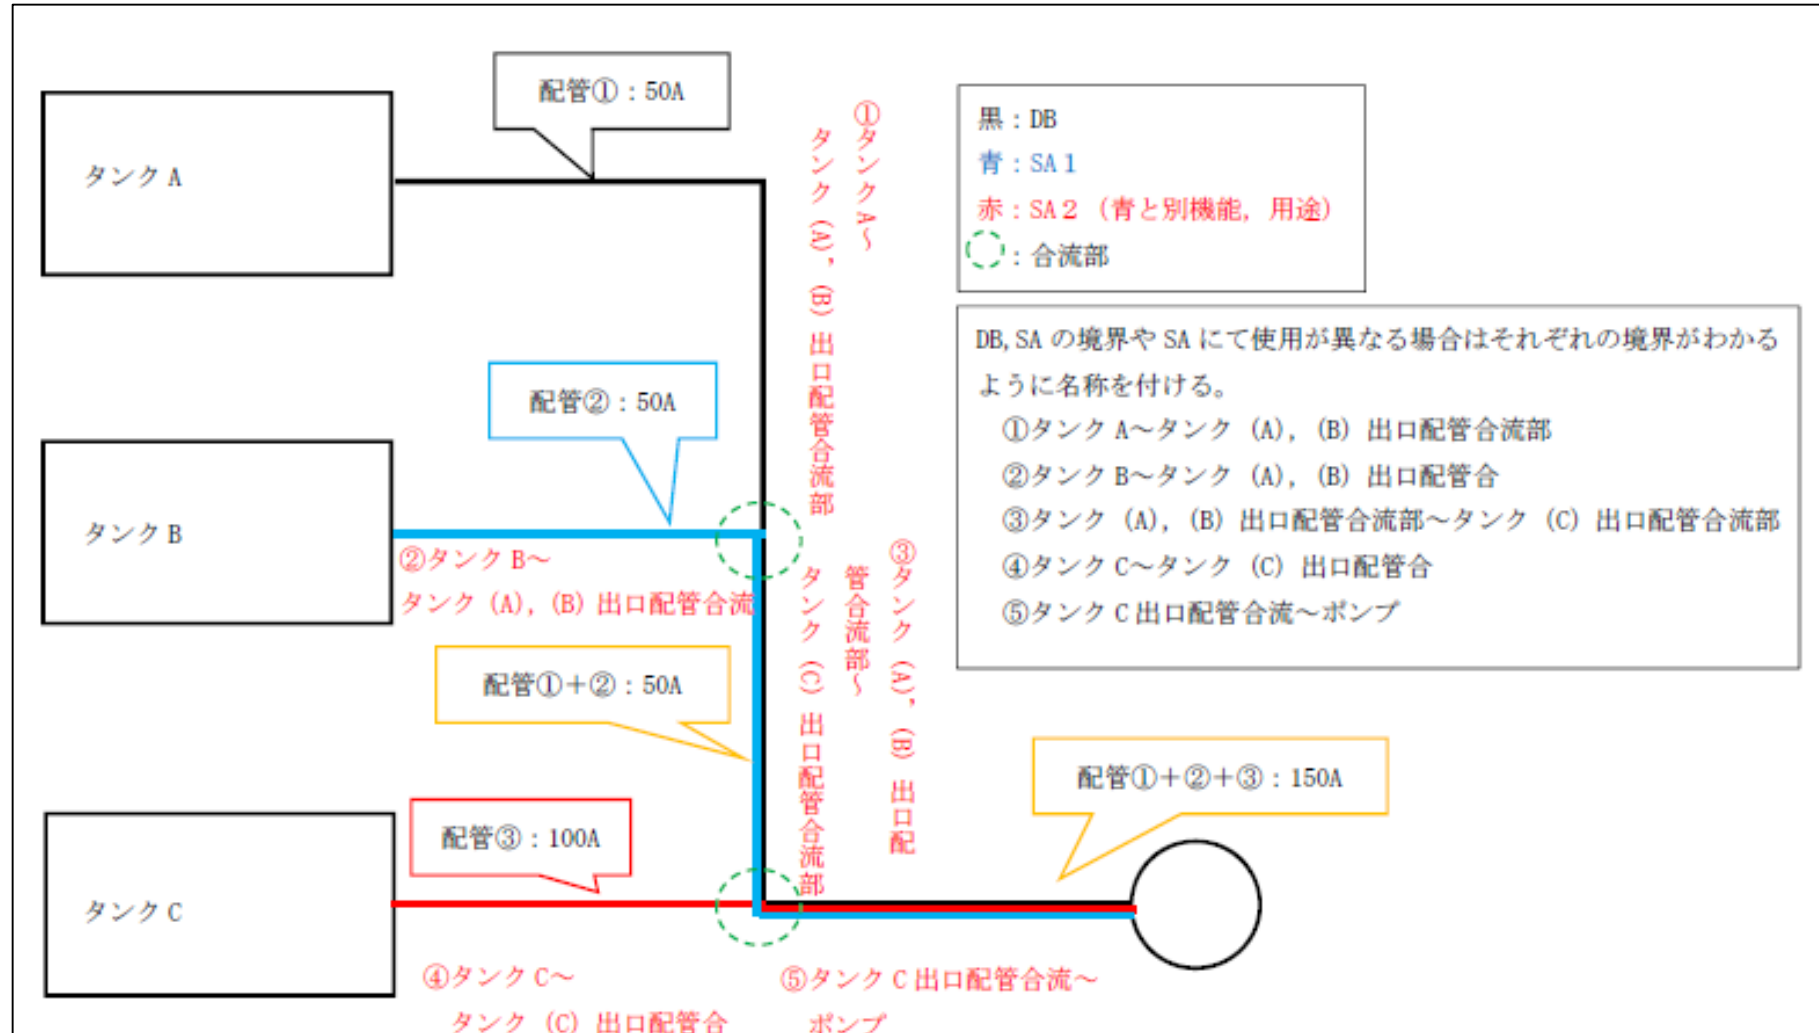 配管①：50A
タンク A
①タンク A～
タンク (A), (B) 出口配管合流部
黒：DB
青：SA1
赤：SA2 (青と別機能, 用途)
：合流部
DB, SA の境界や SA にて使用が異なる場合はそれぞれの境界がわかる
ように名称を付ける。
①タンク A～タンク (A), (B) 出口配管合流部
②タンク B～タンク (A), (B) 出口配管合
③タンク (A), (B) 出口配管合流部～タンク (C) 出口配管合流部
④タンク C～タンク (C) 出口配管合
⑤タンク C 出口配管合流～ポンプ
配管②：50A
タンク B
②タンク B～
タンク (A), (B) 出口配管合流
③タンク (A), (B) 出口配
管合流部～
タンク (C) 出口配管合流部
配管①＋②：50A
配管①＋②＋③：150A
配管③：100A
タンク C
④タンク C～
タンク (C) 出口配管合
⑤タンク C 出口配管合流～
ポンプ